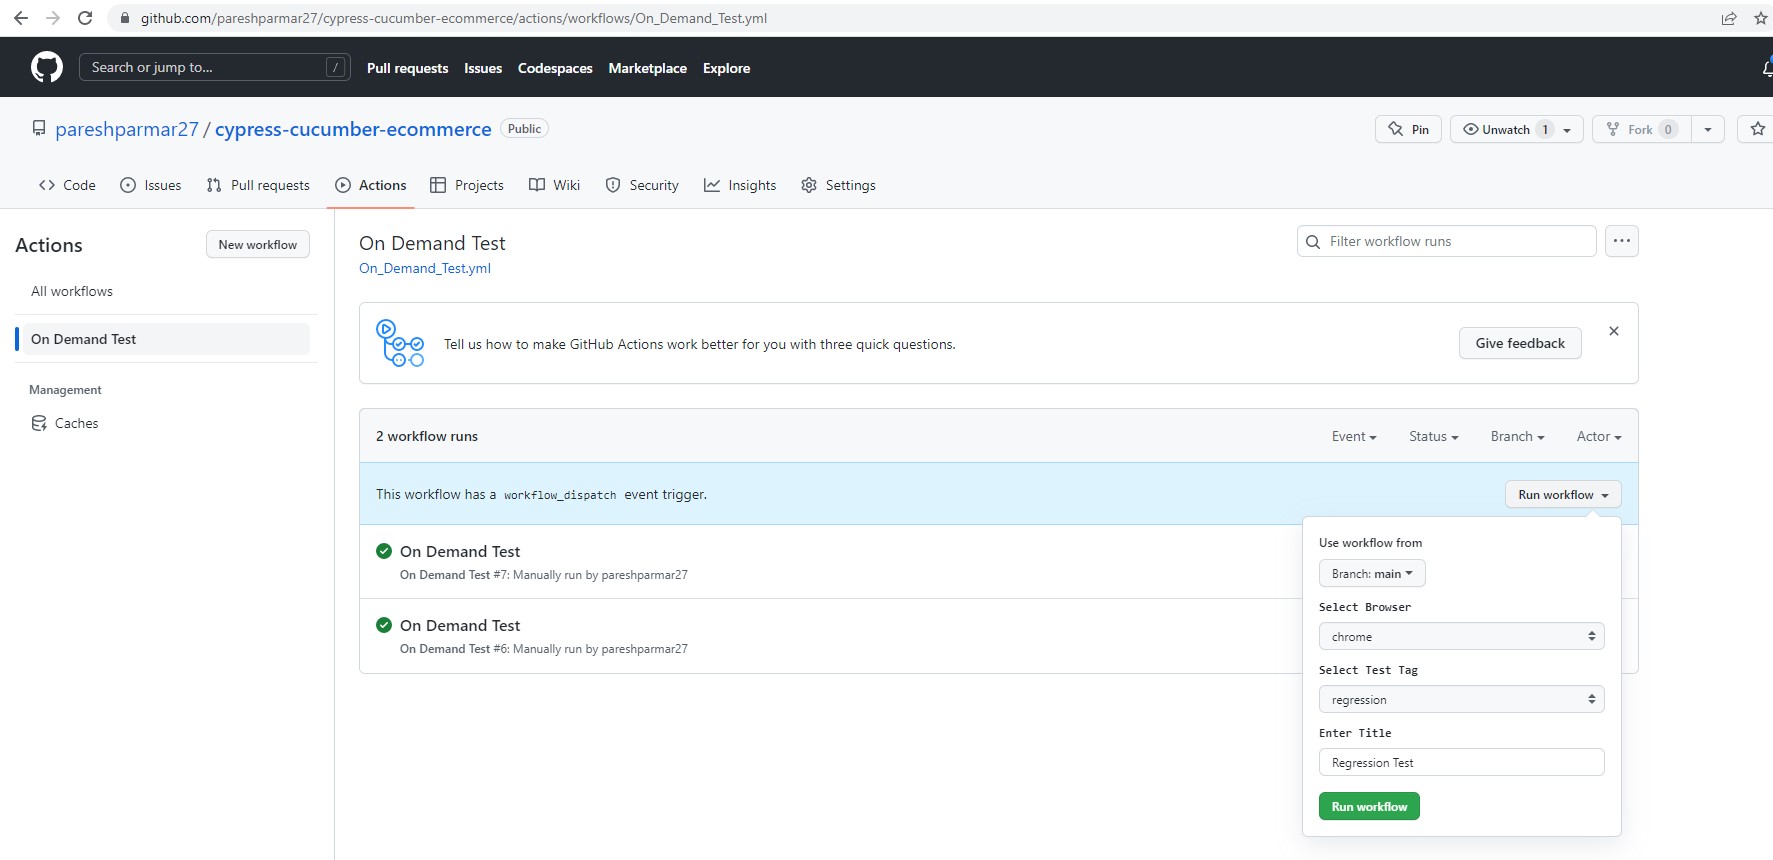 github.com/pareshparmar27/cypress-cucumber-ecommerce/actions/workflows/On_Demand_Test.yml
Search or jump to... / Pull requests Issues Codespaces Marketplace Explore
pareshparmar27 / cypress-cucumber-ecommerce Public Pin Unwatch 1 Fork 0
Code Issues Pull requests Actions Projects Wiki Security Insights Settings
Actions New workflow
All workflows
On Demand Test
Management
Caches
On Demand Test Filter workflow runs
On_Demand_Test.yml
Tell us how to make GitHub Actions work better for you with three quick questions. Give feedback
2 workflow runs Event Status Branch Actor
This workflow has a workflow_dispatch event trigger. Run workflow
On Demand Test
On Demand Test #7: Manually run by pareshparmar27
On Demand Test
On Demand Test #6: Manually run by pareshparmar27
Use workflow from
Branch: main
Select Browser
chrome
Select Test Tag
regression
Enter Title
Regression Test
Run workflow